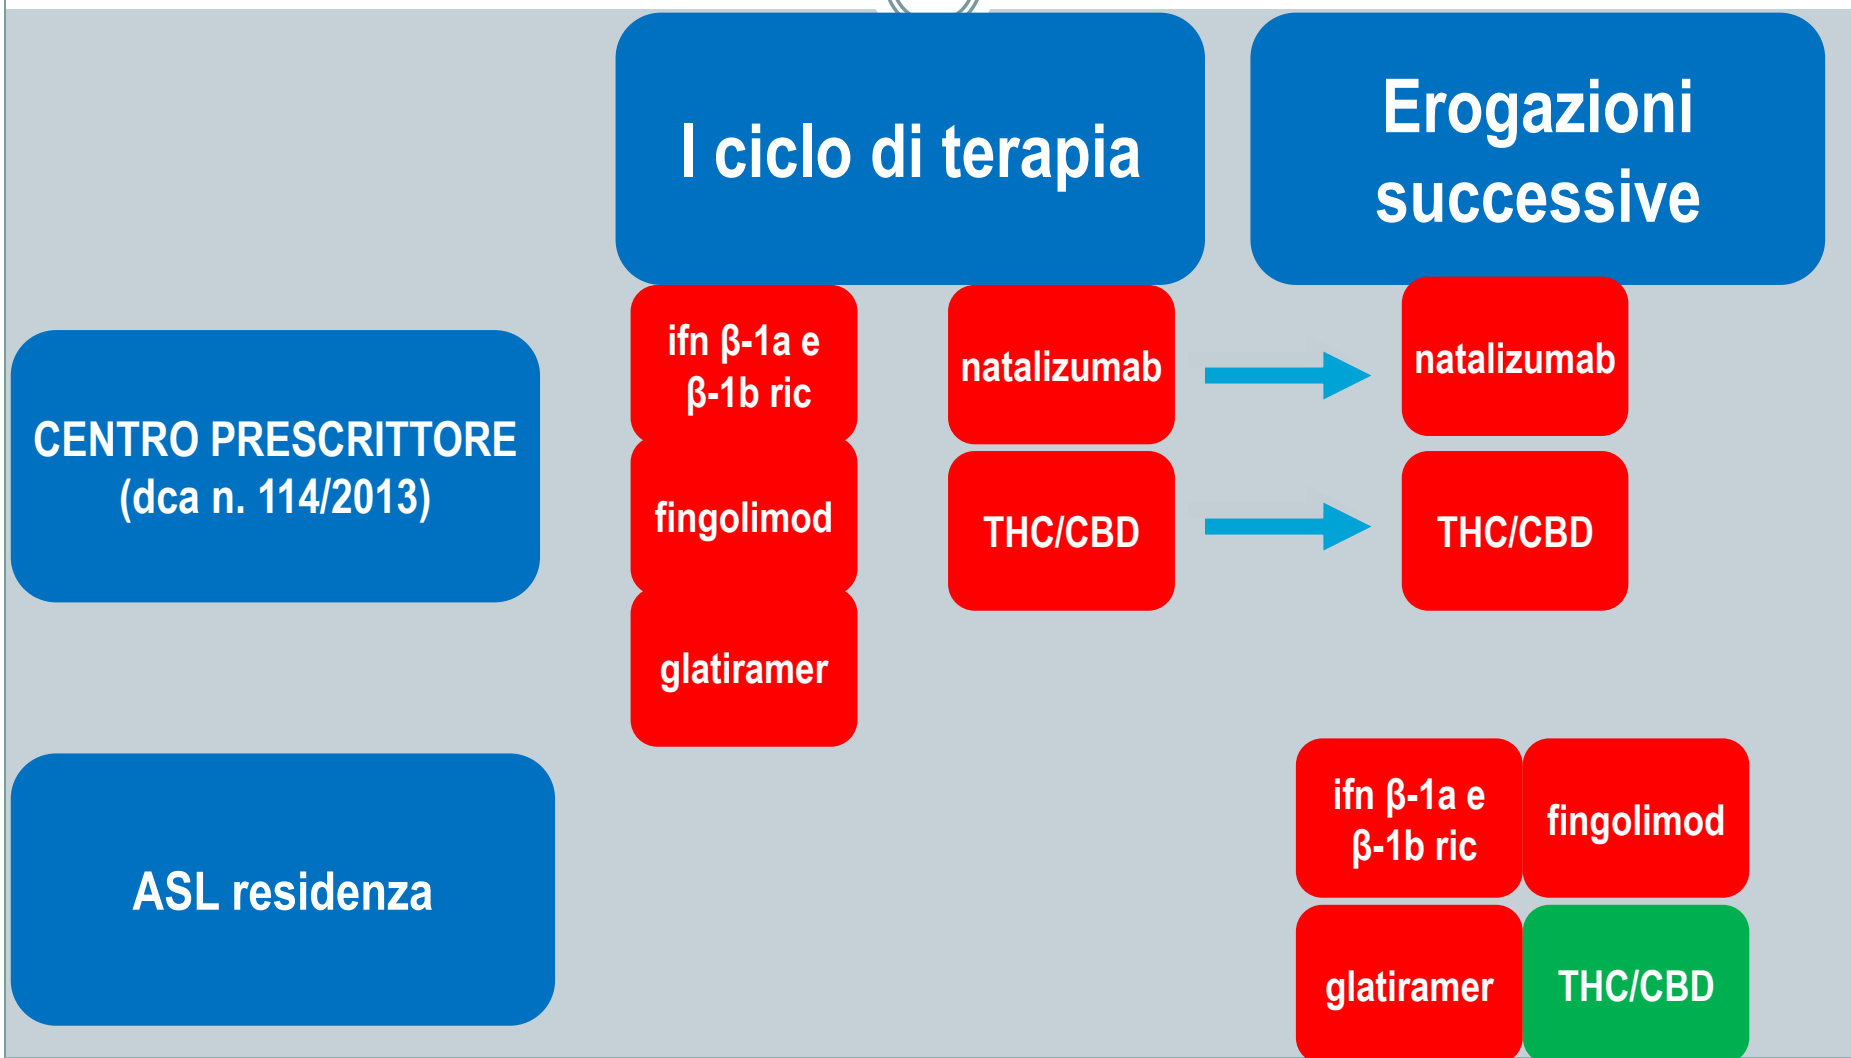 I ciclo di terapia
Erogazioni
successive
CENTRO PRESCRITTORE
(dca n. 114/2013)
ifn β-1a e
β-1b ric
natalizumab
natalizumab
fingolimod
THC/CBD
THC/CBD
glatiramer
ASL residenza
ifn β-1a e
β-1b ric
fingolimod
glatiramer
THC/CBD